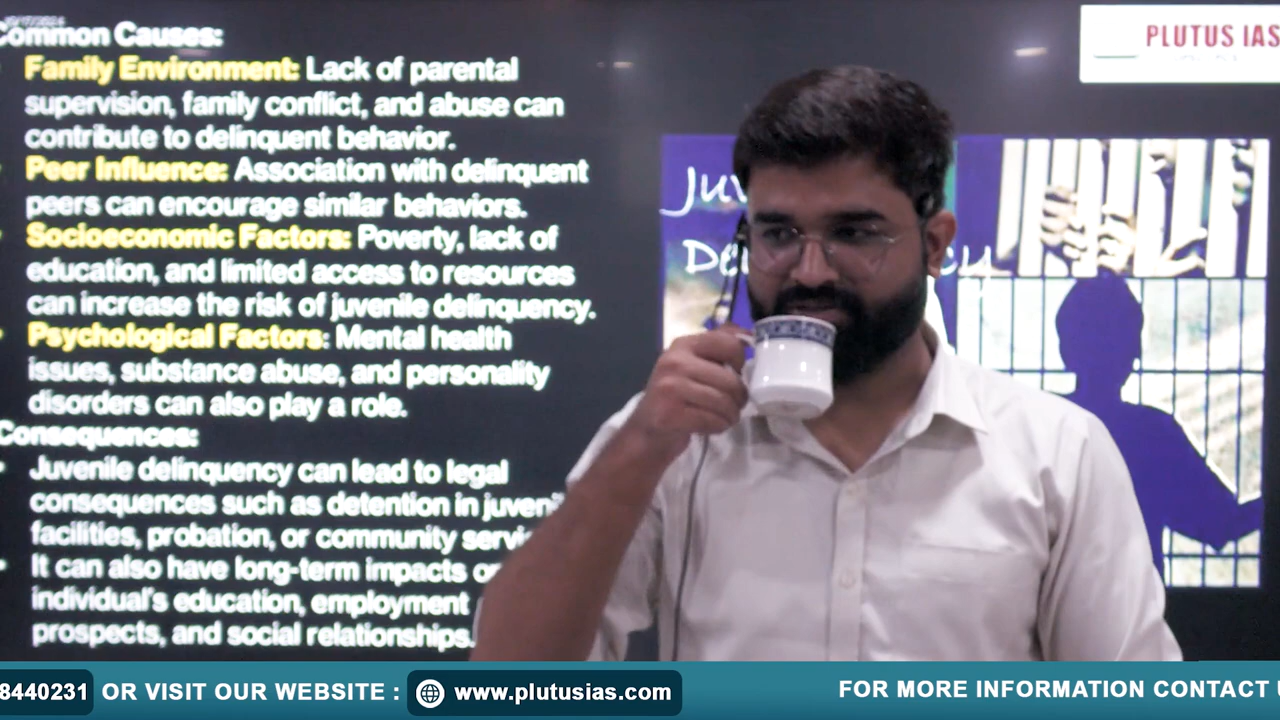 Common Causes:
Family Environment: Lack of parental
supervision, family conflict, and abuse can
contribute to delinquent behavior.
Peer Influence: Association with delinquent
peers can encourage similar behaviors.
Socioeconomic Factors: Poverty, lack of
education, and limited access to resources
can increase the risk of juvenile delinquency.
Psychological Factors: Mental health
issues, substance abuse, and personality
disorders can also play a role.
Consequences:
Juvenile delinquency can lead to legal
consequences such as detention in juveni
facilities, probation, or community servi
It can also have long-term impacts o
individual's education, employment
prospects, and social relationships.
PLUTUS IAS
Juv
De cy
8440231 OR VISIT OUR WEBSITE : www.plutusias.com FOR MORE INFORMATION CONTACT U